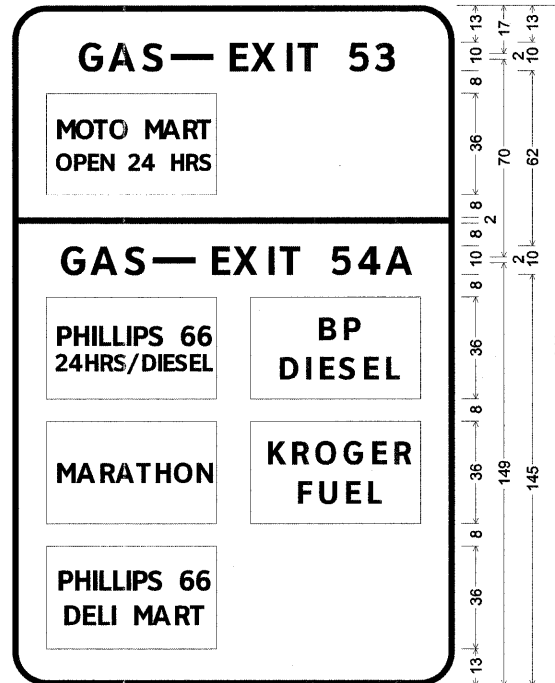 GAS — EXIT 53
MOTO MART
OPEN 24 HRS
GAS — EXIT 54A
PHILLIPS 66
24HRS/DIESEL
BP
DIESEL
MARATHON
KROGER
FUEL
PHILLIPS 66
DELI MART
13
10
8
36
8
2
8
10
8
36
8
36
8
36
13
17
2
70
2
149
13
10
62
10
145